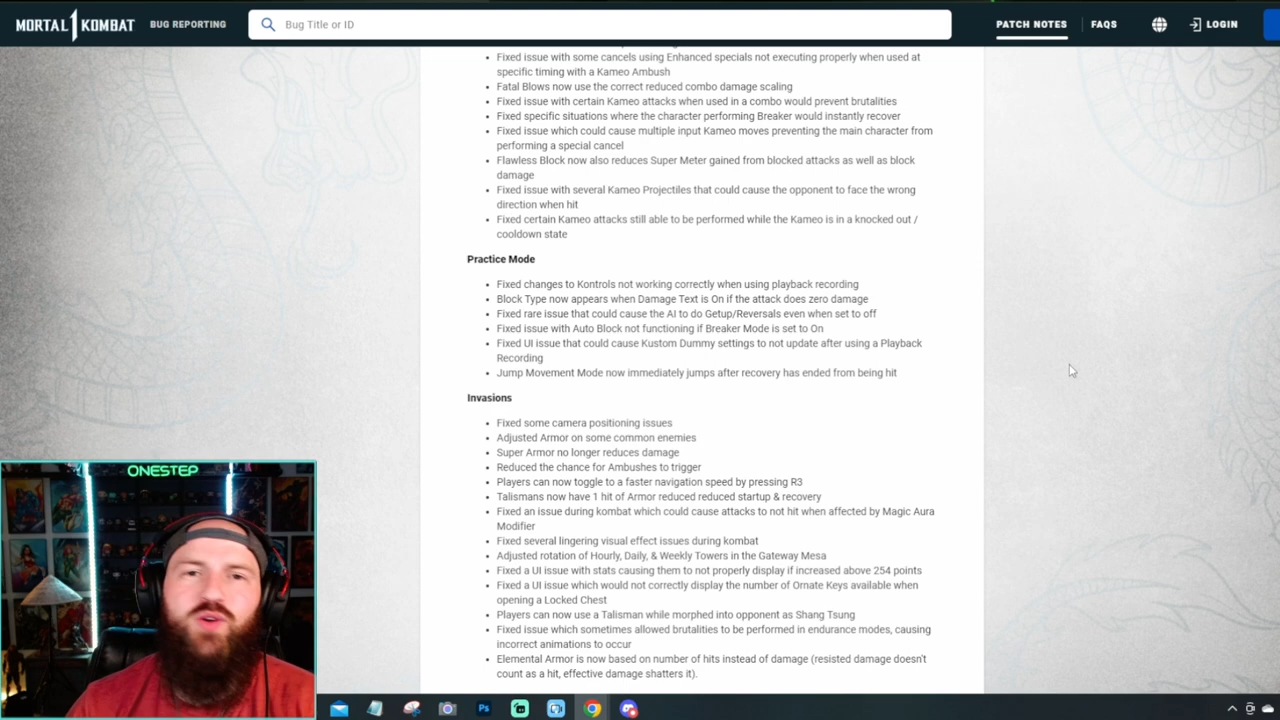 MORTAL 1 KOMBAT
BUG REPORTING
Bug Title or ID
PATCH NOTES
FAQS
LOGIN
Fixed issue with some cancels using Enhanced specials not executing properly when used at
specific timing with a Kameo Ambush
Fatal Blows now use the correct reduced combo damage scaling
Fixed issue with certain Kameo attacks when used in a combo would prevent brutalities
Fixed specific situations where the character performing Breaker would instantly recover
Fixed issue which could cause multiple input Kameo moves preventing the main character from
performing a special cancel
Flawless Block now also reduces Super Meter gained from blocked attacks as well as block
damage
Fixed issue with several Kameo Projectiles that could cause the opponent to face the wrong
direction when hit
Fixed certain Kameo attacks still able to be performed while the Kameo is in a knocked out /
cooldown state
Practice Mode
Fixed changes to Kontrols not working correctly when using playback recording
Block Type now appears when Damage Text is On if the attack does zero damage
Fixed rare issue that could cause the AI to do Getup/Reversals even when set to off
Fixed issue with Auto Block not functioning if Breaker Mode is set to On
Fixed UI issue that could cause Kustom Dummy settings to not update after using a Playback
Recording
Jump Movement Mode now immediately jumps after recovery has ended from being hit
Invasions
Fixed some camera positioning issues
Adjusted Armor on some common enemies
Super Armor no longer reduces damage
Reduced the chance for Ambushes to trigger
Players can now toggle to a faster navigation speed by pressing R3
Talismans now have 1 hit of Armor reduced reduced startup & recovery
Fixed an issue during kombat which could cause attacks to not hit when affected by Magic Aura
Modifier
Fixed several lingering visual effect issues during kombat
Adjusted rotation of Hourly, Daily, & Weekly Towers in the Gateway Mesa
Fixed a UI issue with stats causing them to not properly display if increased above 254 points
Fixed a UI issue which would not correctly display the number of Ornate Keys available when
opening a Locked Chest
Players can now use a Talisman while morphed into opponent as Shang Tsung
Fixed issue which sometimes allowed brutalities to be performed in endurance modes, causing
incorrect animations to occur
Elemental Armor is now based on number of hits instead of damage (resisted damage doesn't
count as a hit, effective damage shatters it).
ONESTEP
Ps